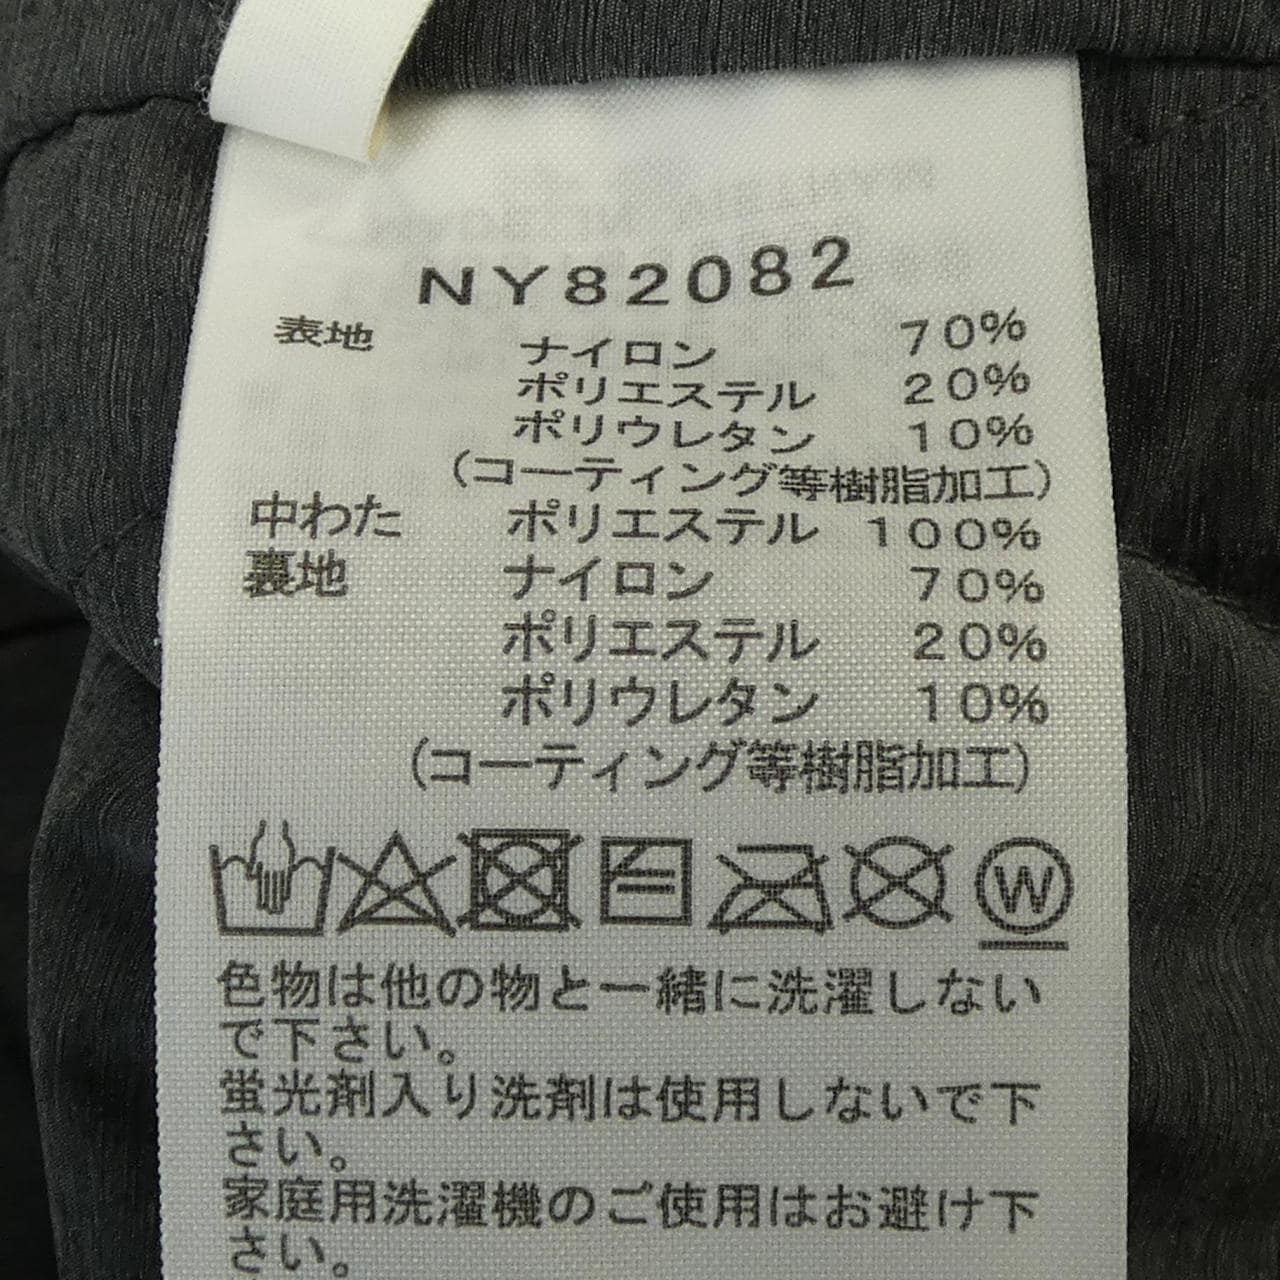 NY82082
表地 ナイロン 70%
ポリエステル 20%
ポリウレタン 10%
(コーティング等樹脂加工)
中わた ポリエステル 100%
裏地 ナイロン 70%
ポリエステル 20%
ポリウレタン 10%
(コーティング等樹脂加工)
W
色物は他の物と一緒に洗濯しない
で下さい。
蛍光剤入り洗剤は使用しないで下
さい。
家庭用洗濯機のご使用はお避け下
さい。